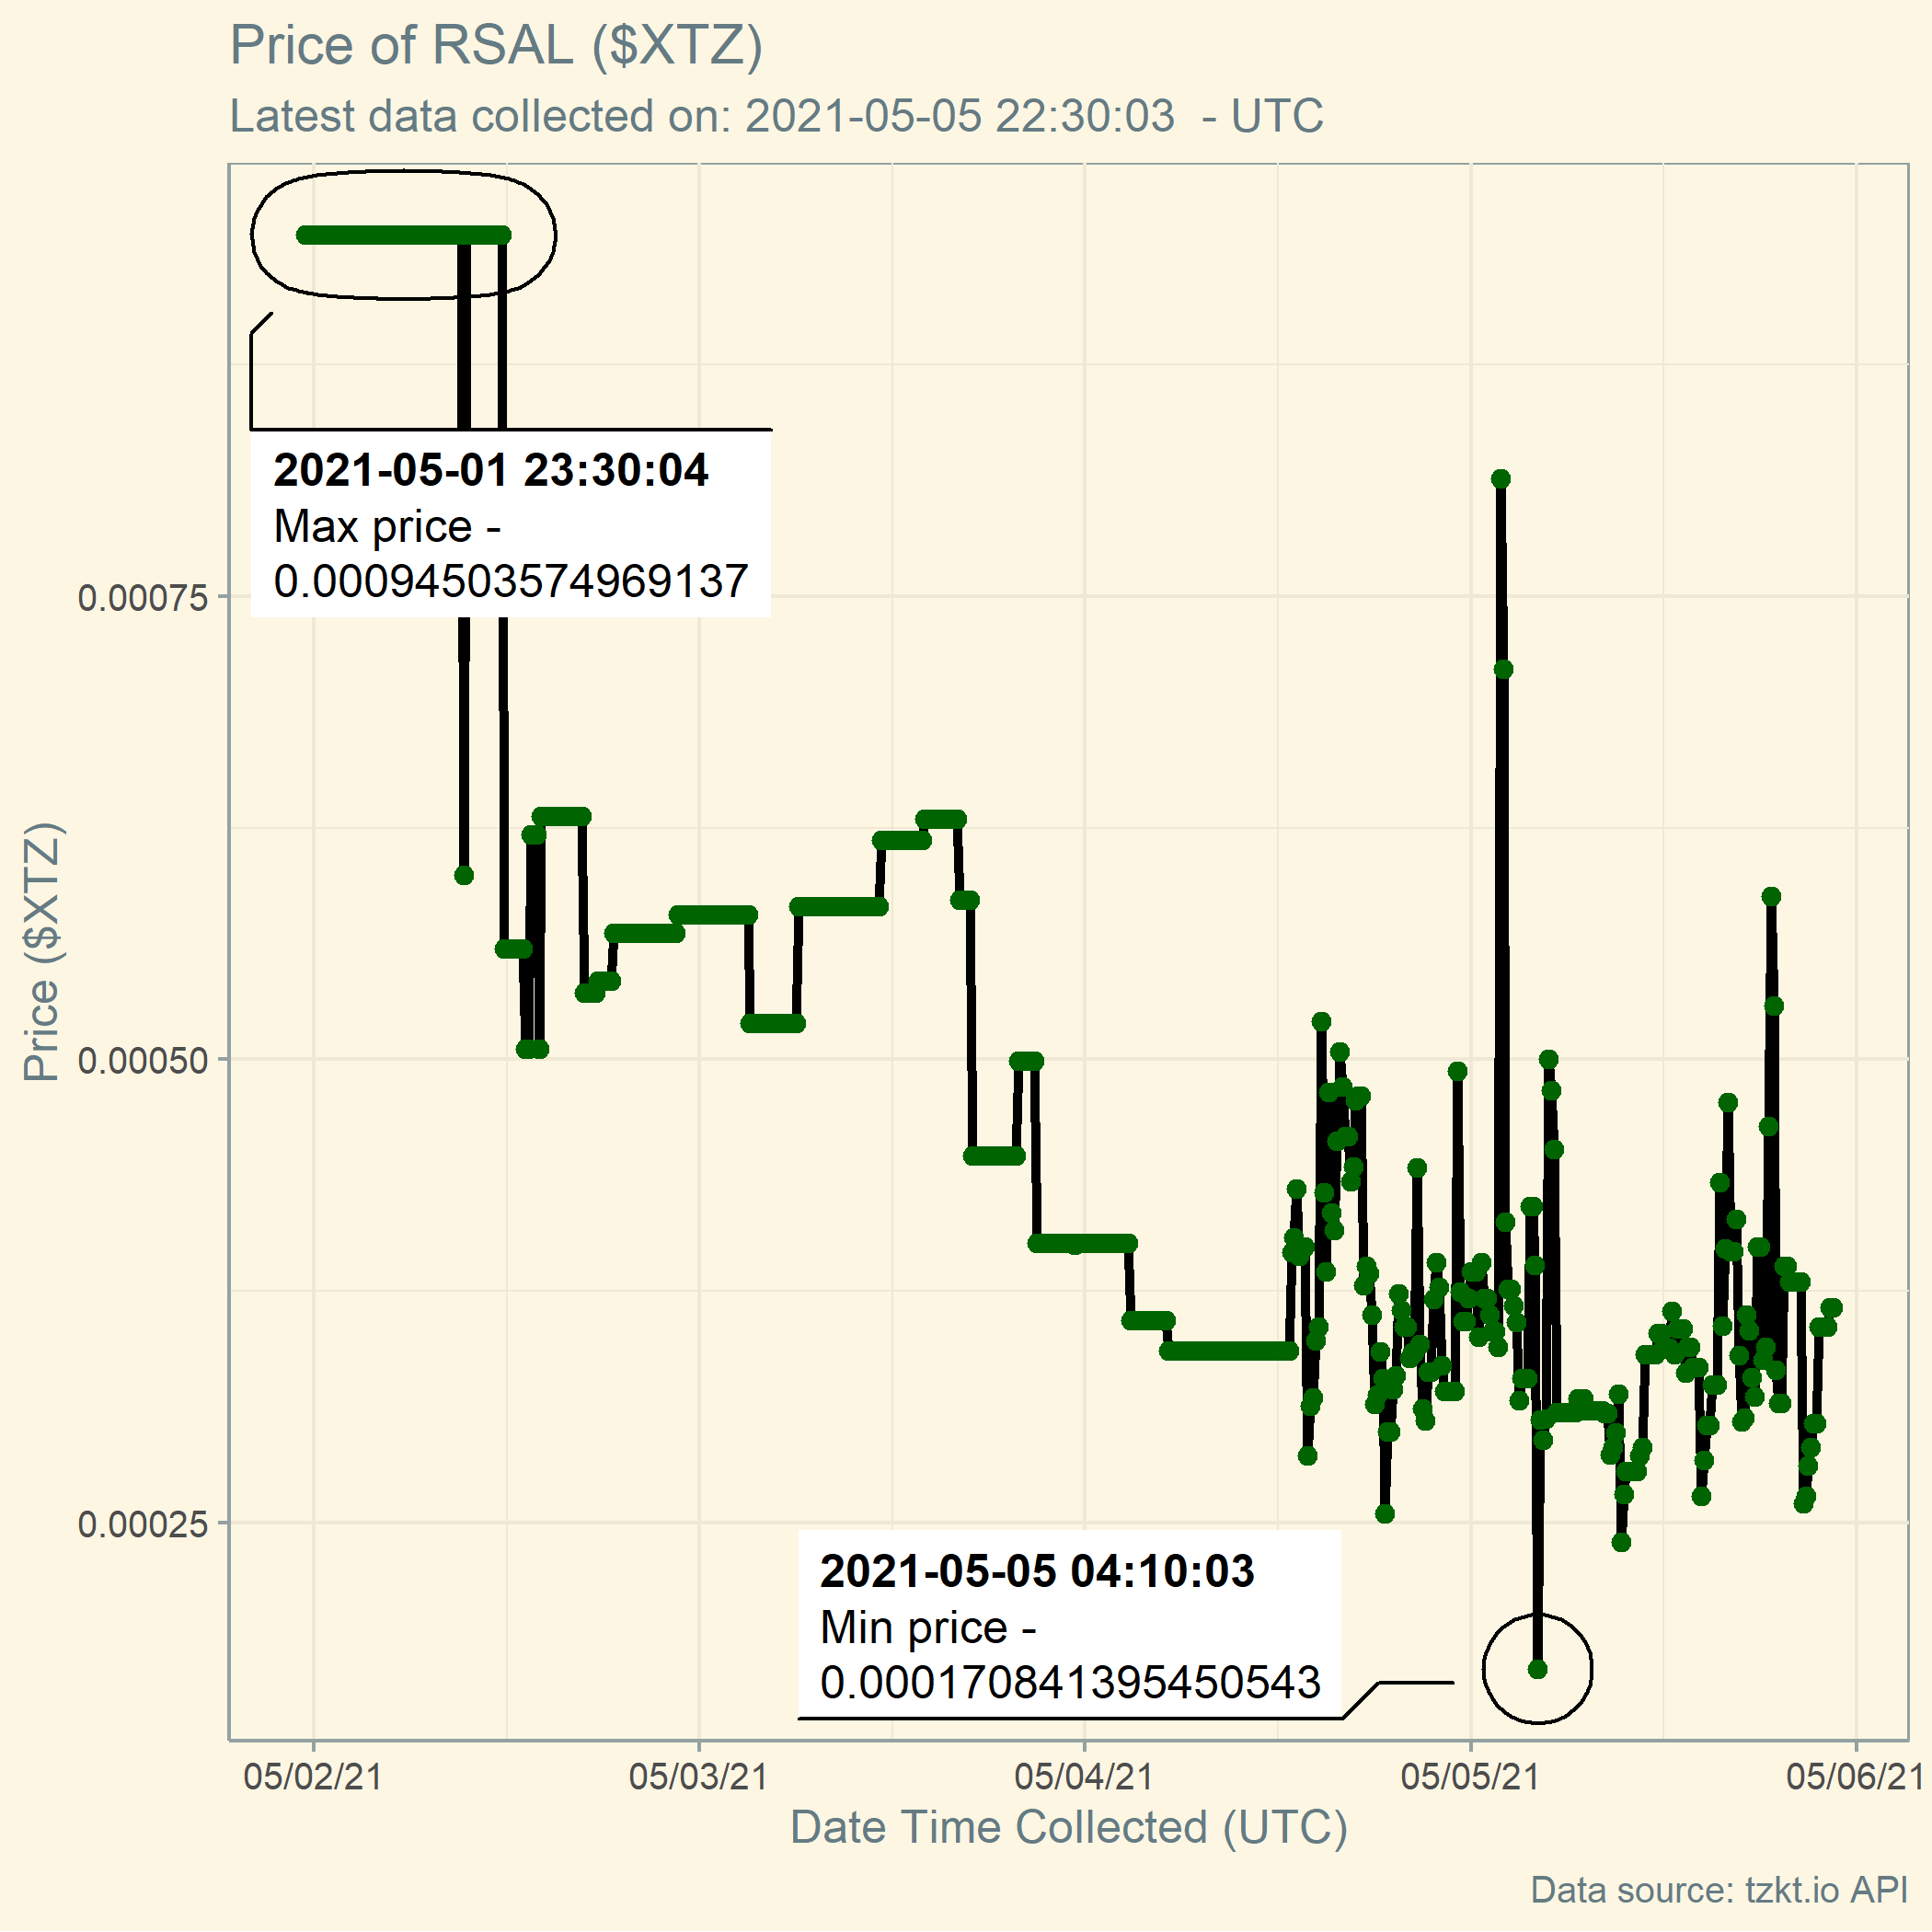 Price of RSAL ($XTZ)
Latest data collected on: 2021-05-05 22:30:03  - UTC
2021-05-01 23:30:04
Max price -
0.000945035749691​37
0.00075
0.00050
0.00025
Price ($XTZ)
2021-05-05 04:10:03
Min price -
0.000170841395450543
05/02/21
05/03/21
05/04/21
05/05/21
05/06/21
Date Time Collected (UTC)
Data source: tzkt.io API